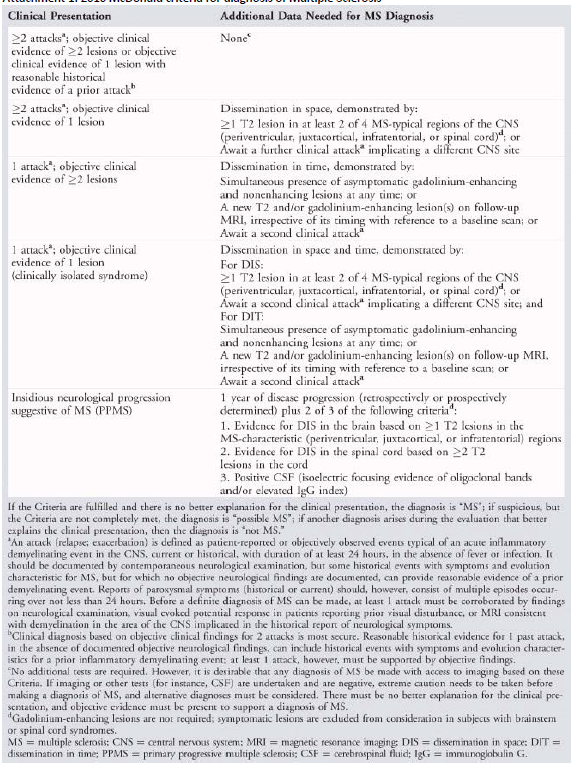 Attachment 1: 2010 McDonald criteria for diagnosis of Multiple Sclerosis
Clinical Presentation
Additional Data Needed for MS Diagnosis
≥2 attacksᵃ; objective clinical
evidence of ≥2 lesions or objective
clinical evidence of 1 lesion with
reasonable historical
evidence of a prior attackᵇ
Noneᶜ
≥2 attacksᵃ; objective clinical
evidence of 1 lesion
Dissemination in space, demonstrated by:
≥1 T2 lesion in at least 2 of 4 MS-typical regions of the CNS
(periventricular, juxtacortical, infratentorial, or spinal cord)ᵈ; or
Await a further clinical attackᵃ implicating a different CNS site
1 attackᵃ; objective clinical
evidence of ≥2 lesions
Dissemination in time, demonstrated by:
Simultaneous presence of asymptomatic gadolinium-enhancing
and nonenhancing lesions at any time; or
A new T2 and/or gadolinium-enhancing lesion(s) on follow-up
MRI, irrespective of its timing with reference to a baseline scan; or
Await a second clinical attackᵃ
1 attackᵃ; objective clinical
evidence of 1 lesion
(clinically isolated syndrome)
Dissemination in space and time, demonstrated by:
For DIS:
≥1 T2 lesion in at least 2 of 4 MS-typical regions of the CNS
(periventricular, juxtacortical, infratentorial, or spinal cord)ᵈ; or
Await a second clinical attackᵃ implicating a different CNS site; and
For DIT:
Simultaneous presence of asymptomatic gadolinium-enhancing
and nonenhancing lesions at any time; or
A new T2 and/or gadolinium-enhancing lesion(s) on follow-up MRI,
irrespective of its timing with reference to a baseline scan; or
Await a second clinical attackᵃ
Insidious neurological progression
suggestive of MS (PPMS)
1 year of disease progression (retrospectively or prospectively
determined) plus 2 of 3 of the following criteriaᵈ:
1. Evidence for DIS in the brain based on ≥1 T2 lesions in the
MS-characteristic (periventricular, juxtacortical, or infratentorial) regions
2. Evidence for DIS in the spinal cord based on ≥2 T2
lesions in the cord
3. Positive CSF (isoelectric focusing evidence of oligoclonal bands
and/or elevated IgG index)
If the Criteria are fulfilled and there is no better explanation for the clinical presentation, the diagnosis is “MS”; if suspicious, but
the Criteria are not completely met, the diagnosis is “possible MS”; if another diagnosis arises during the evaluation that better
explains the clinical presentation, then the diagnosis is “not MS.”
ᵃAn attack (relapse; exacerbation) is defined as patient-reported or objectively observed events typical of an acute inflammatory
demyelinating event in the CNS, current or historical, with duration of at least 24 hours, in the absence of fever or infection. It
should be documented by contemporaneous neurological examination, but some historical events with symptoms and evolution
characteristic for MS, but for which no objective neurological findings are documented, can provide reasonable evidence of a prior
demyelinating event. Reports of paroxysmal symptoms (historical or current) should, however, consist of multiple episodes occur-
ring over not less than 24 hours. Before a definite diagnosis of MS can be made, at least 1 attack must be corroborated by findings
on neurological examination, visual evoked potential response in patients reporting prior visual disturbance, or MRI consistent
with demyelination in the area of the CNS implicated in the historical report of neurological symptoms.
ᵇClinical diagnosis based on objective clinical findings for 2 attacks is most secure. Reasonable historical evidence for 1 past attack,
in the absence of documented objective neurological findings, can include historical events with symptoms and evolution character-
istics for a prior inflammatory demyelinating event; at least 1 attack, however, must be supported by objective findings.
ᶜNo additional tests are required. However, it is desirable that any diagnosis of MS be made with access to imaging based on these
Criteria. If imaging or other tests (for instance, CSF) are undertaken and are negative, extreme caution needs to be taken before
making a diagnosis of MS, and alternative diagnoses must be considered. There must be no better explanation for the clinical pre-
sentation, and objective evidence must be present to support a diagnosis of MS.
ᵈGadolinium-enhancing lesions are not required; symptomatic lesions are excluded from consideration in subjects with brainstem
or spinal cord syndromes.
MS = multiple sclerosis; CNS = central nervous system; MRI = magnetic resonance imaging; DIS = dissemination in space; DIT =
dissemination in time; PPMS = primary progressive multiple sclerosis; CSF = cerebrospinal fluid; IgG = immunoglobulin G.